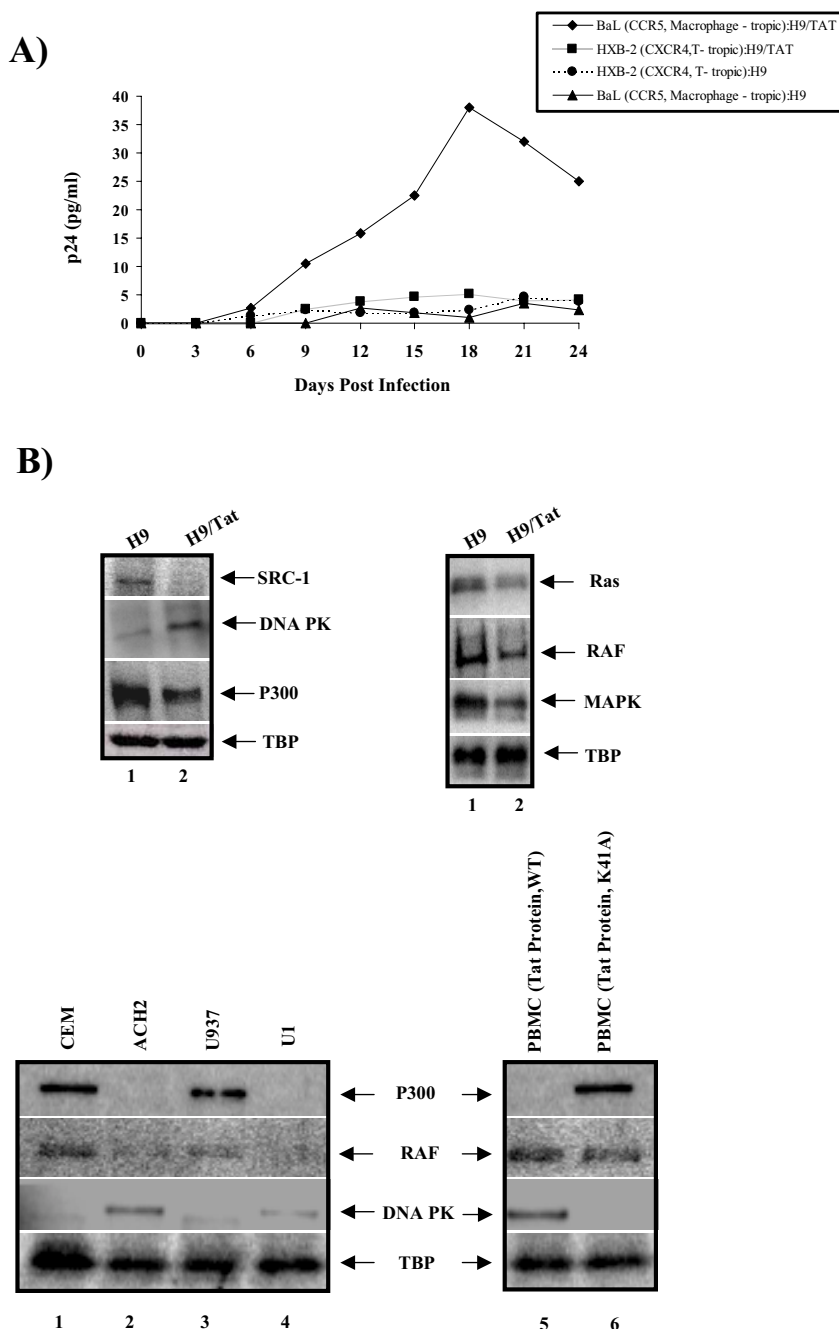 A)
BaL (CCR5, Macrophage - tropic):H9/TAT
HXB-2 (CXCR4,T- tropic):H9/TAT
HXB-2 (CXCR4, T- tropic):H9
BaL (CCR5, Macrophage - tropic):H9
p24 (pg/ml)
40
35
30
25
20
15
10
5
0
0 3 6 9 12 15 18 21 24
Days Post Infection
B)
H9 H9/Tat
SRC-1
DNA PK
P300
TBP
1 2
H9 H9/Tat
Ras
RAF
MAPK
TBP
1 2
CEM ACH2 U937 U1
PBMC (Tat Protein,WT)
PBMC (Tat Protein, K41A)
P300
RAF
DNA PK
TBP
1 2 3 4
5 6